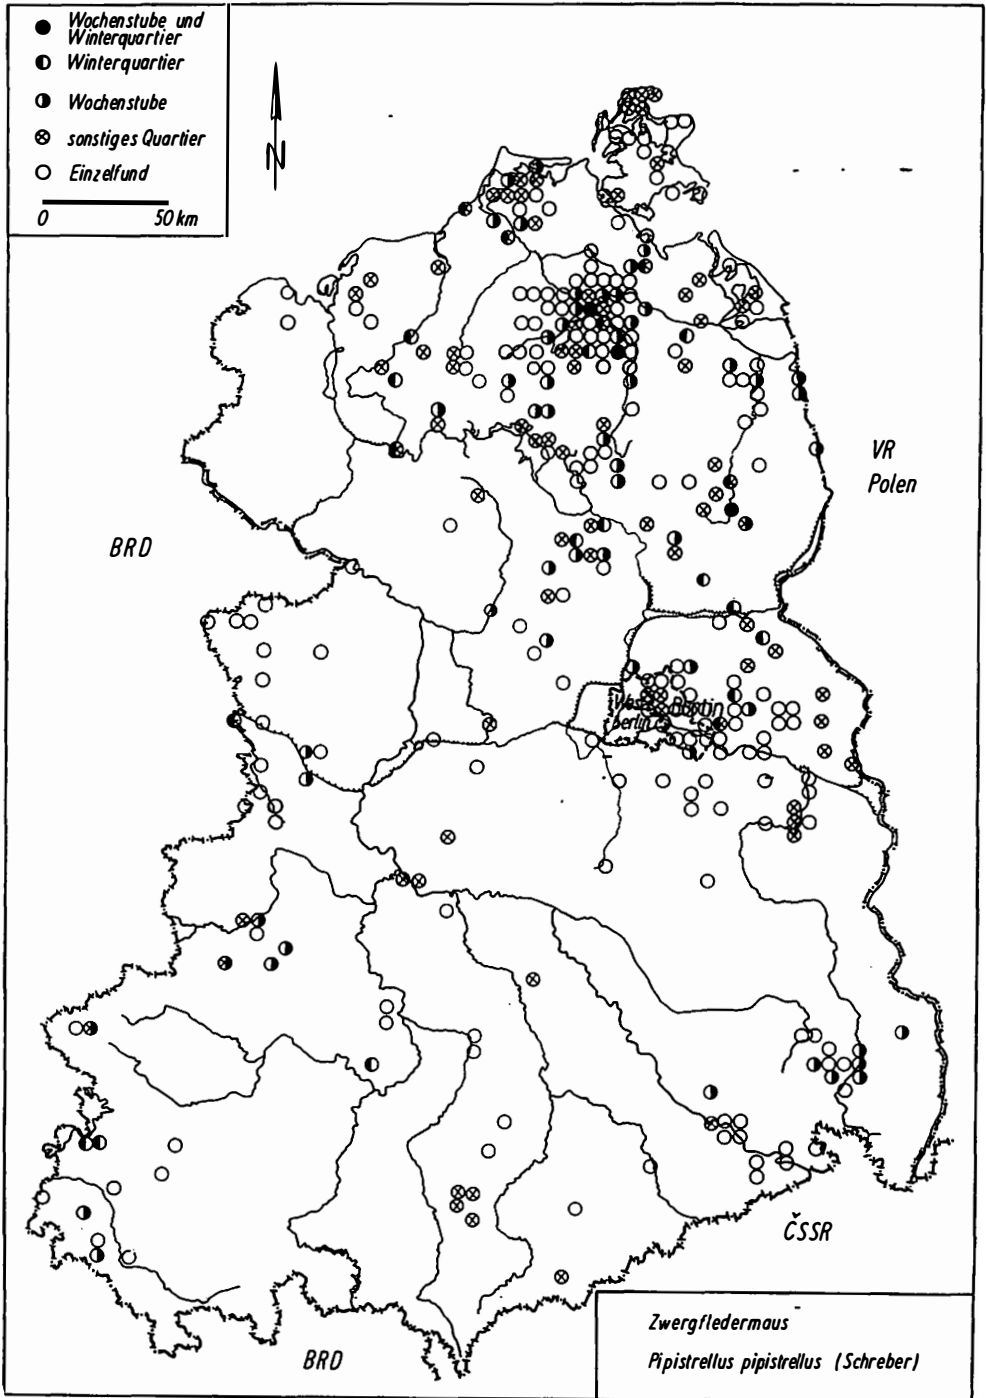 Wochenstube und
Winterquartier
Winterquartier
Wochenstube
sonstiges Quartier
Einzelfund
0 50 km
N
VR
Polen
BRD
West
Berlin
Berlin
ČSSR
BRD
Zwergfledermaus
Pipistrellus pipistrellus (Schreber)